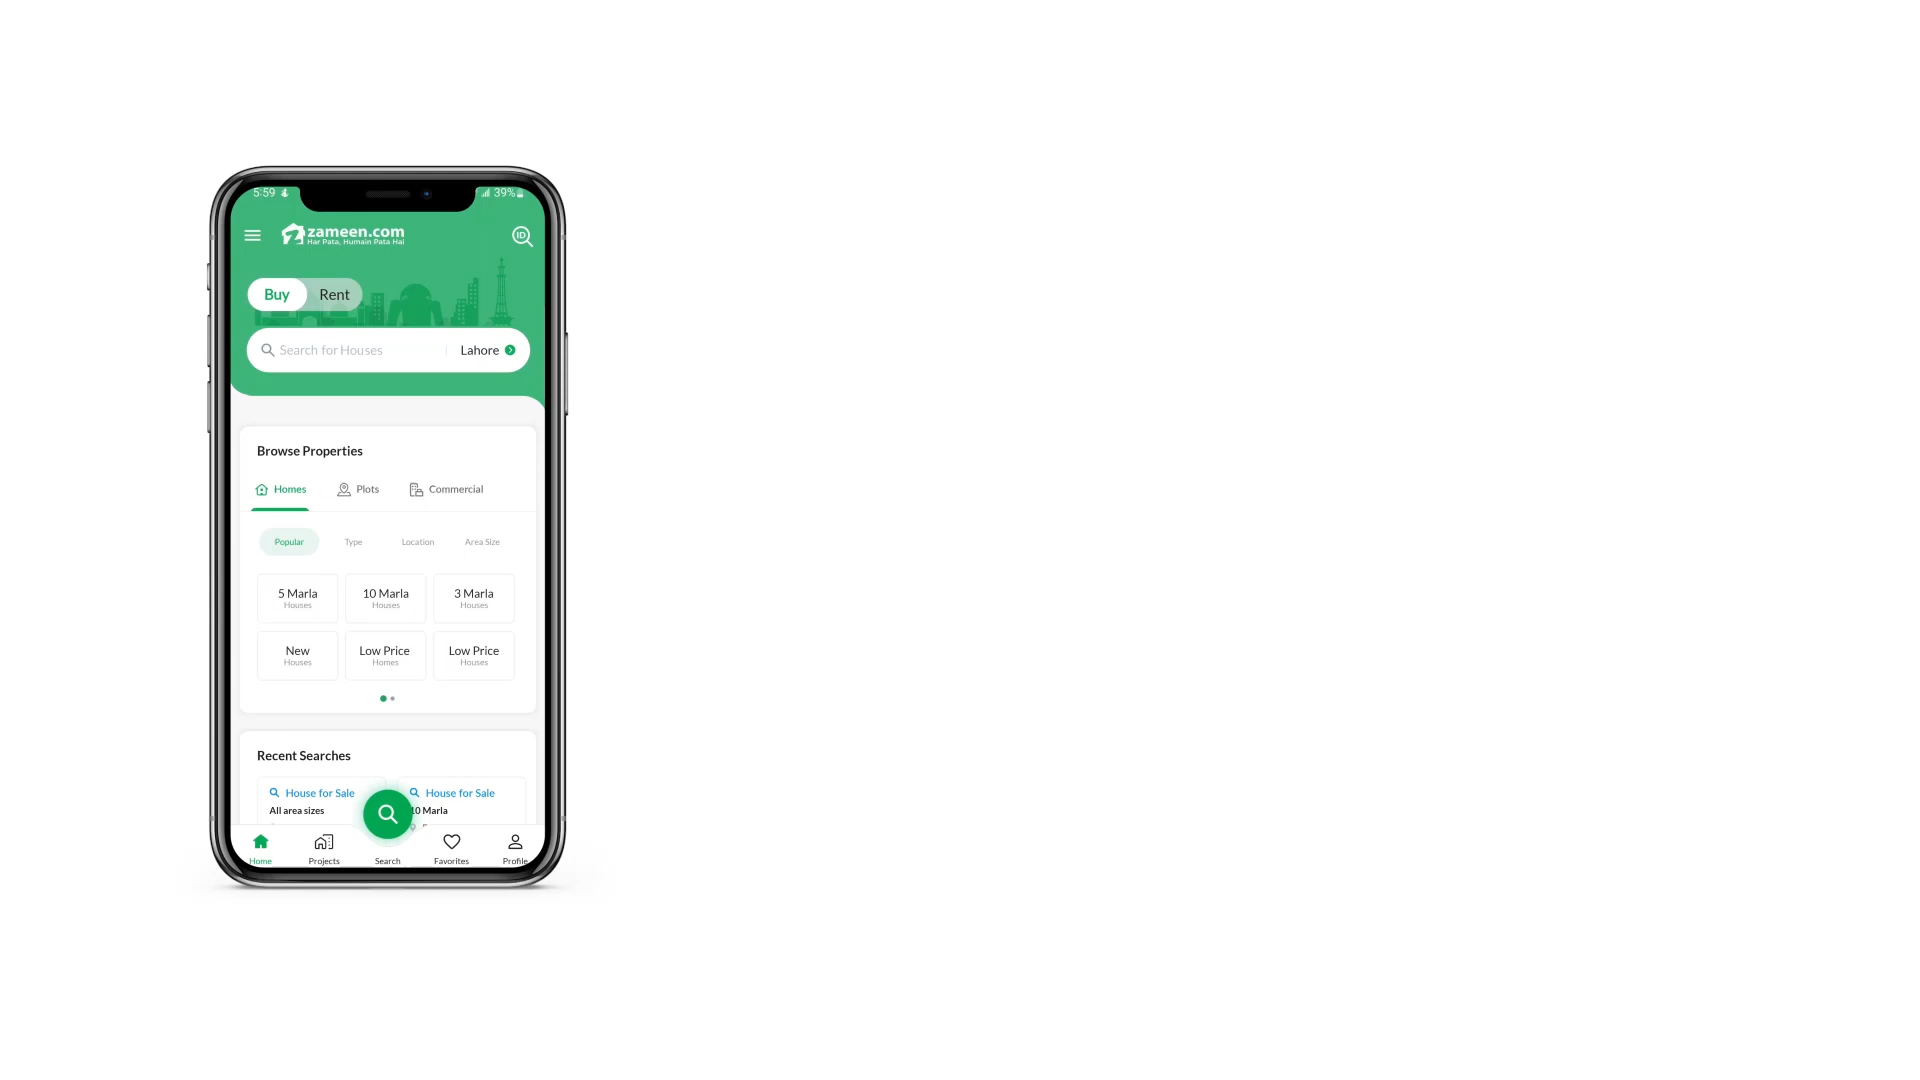 5:59
39%
zameen.com
Har Pata, Humain Pata Hai
ID
Buy Rent
Search for Houses Lahore
Browse Properties
Homes Plots Commercial
Popular Type Location Area Size
5 Marla 10 Marla 3 Marla
Houses Houses Houses
New Low Price Low Price
Houses Homes Houses
Recent Searches
House for Sale House for Sale
All area sizes 10 Marla
Home Projects Search Favorites Profile